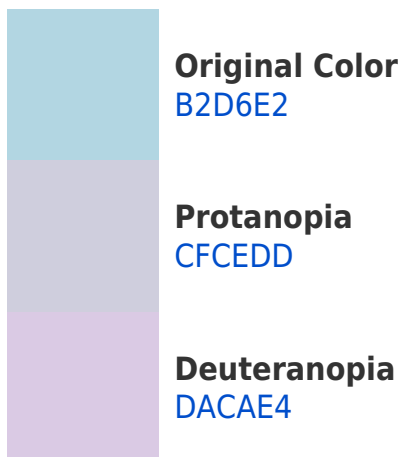 Original Color
B2D6E2
Protanopia
CFCEDD
Deuteranopia
DACAE4